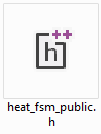 h
++
heat_fsm_public.
h